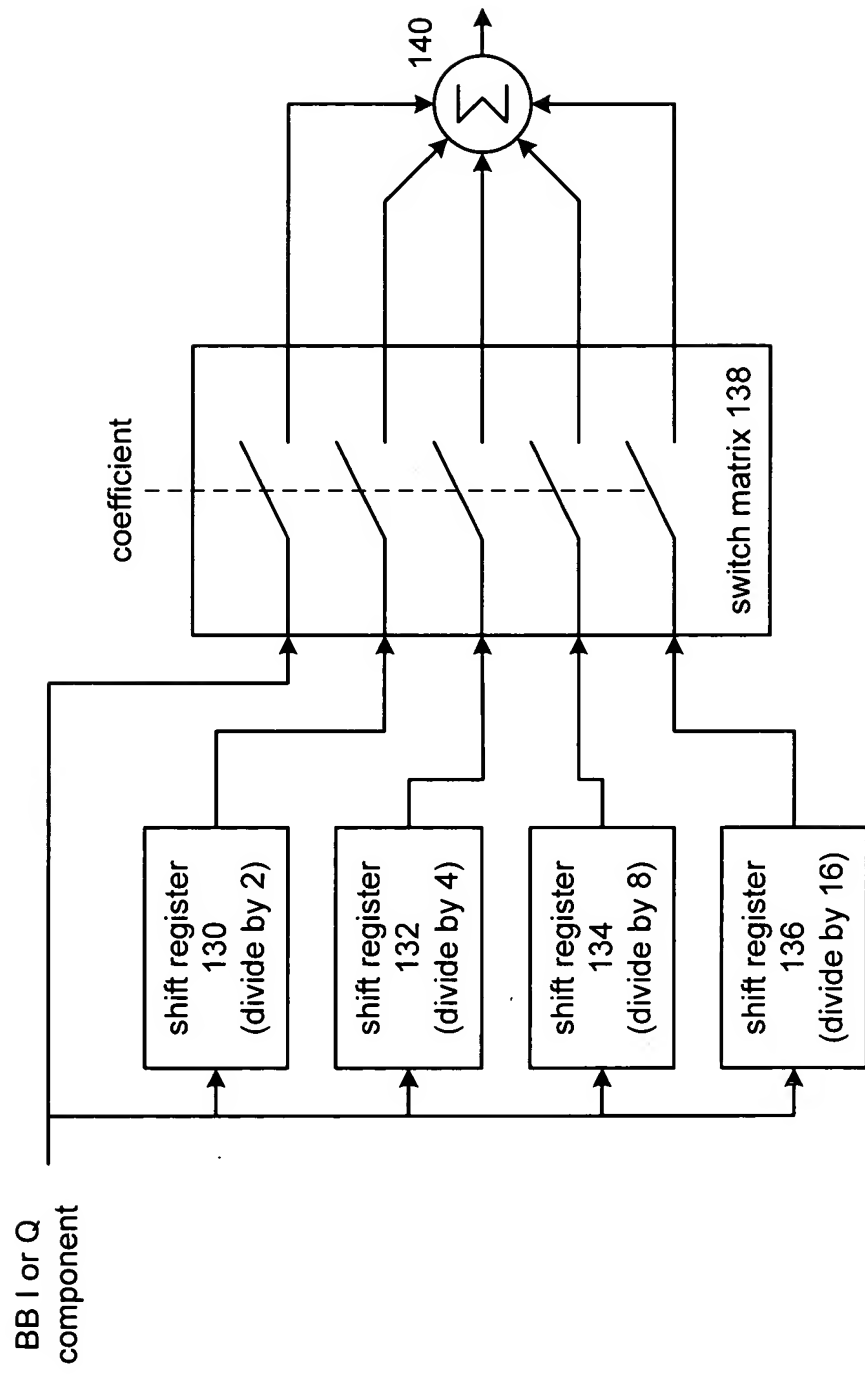 BB I or Q
component
shift register
130
(divide by 2)
shift register
132
(divide by 4)
shift register
134
(divide by 8)
shift register
136
(divide by 16)
coefficient
switch matrix 138
Σ
140